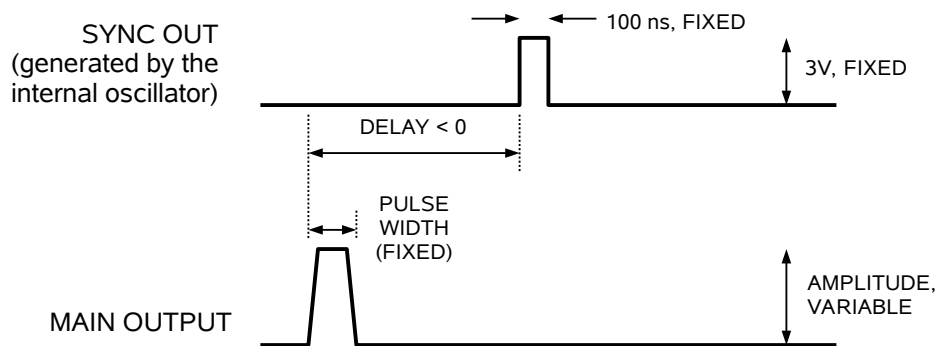 100 ns, FIXED
SYNC OUT
(generated by the
internal oscillator)
3V, FIXED
DELAY < 0
PULSE
WIDTH
(FIXED)
AMPLITUDE,
VARIABLE
MAIN OUTPUT